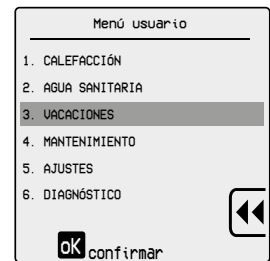 Menú usuario
1. CALEFACCIÓN
2. AGUA SANITARIA
3. VACACIONES
4. MANTENIMIENTO
5. AJUSTES
6. DIAGNÓSTICO
oK confirmar